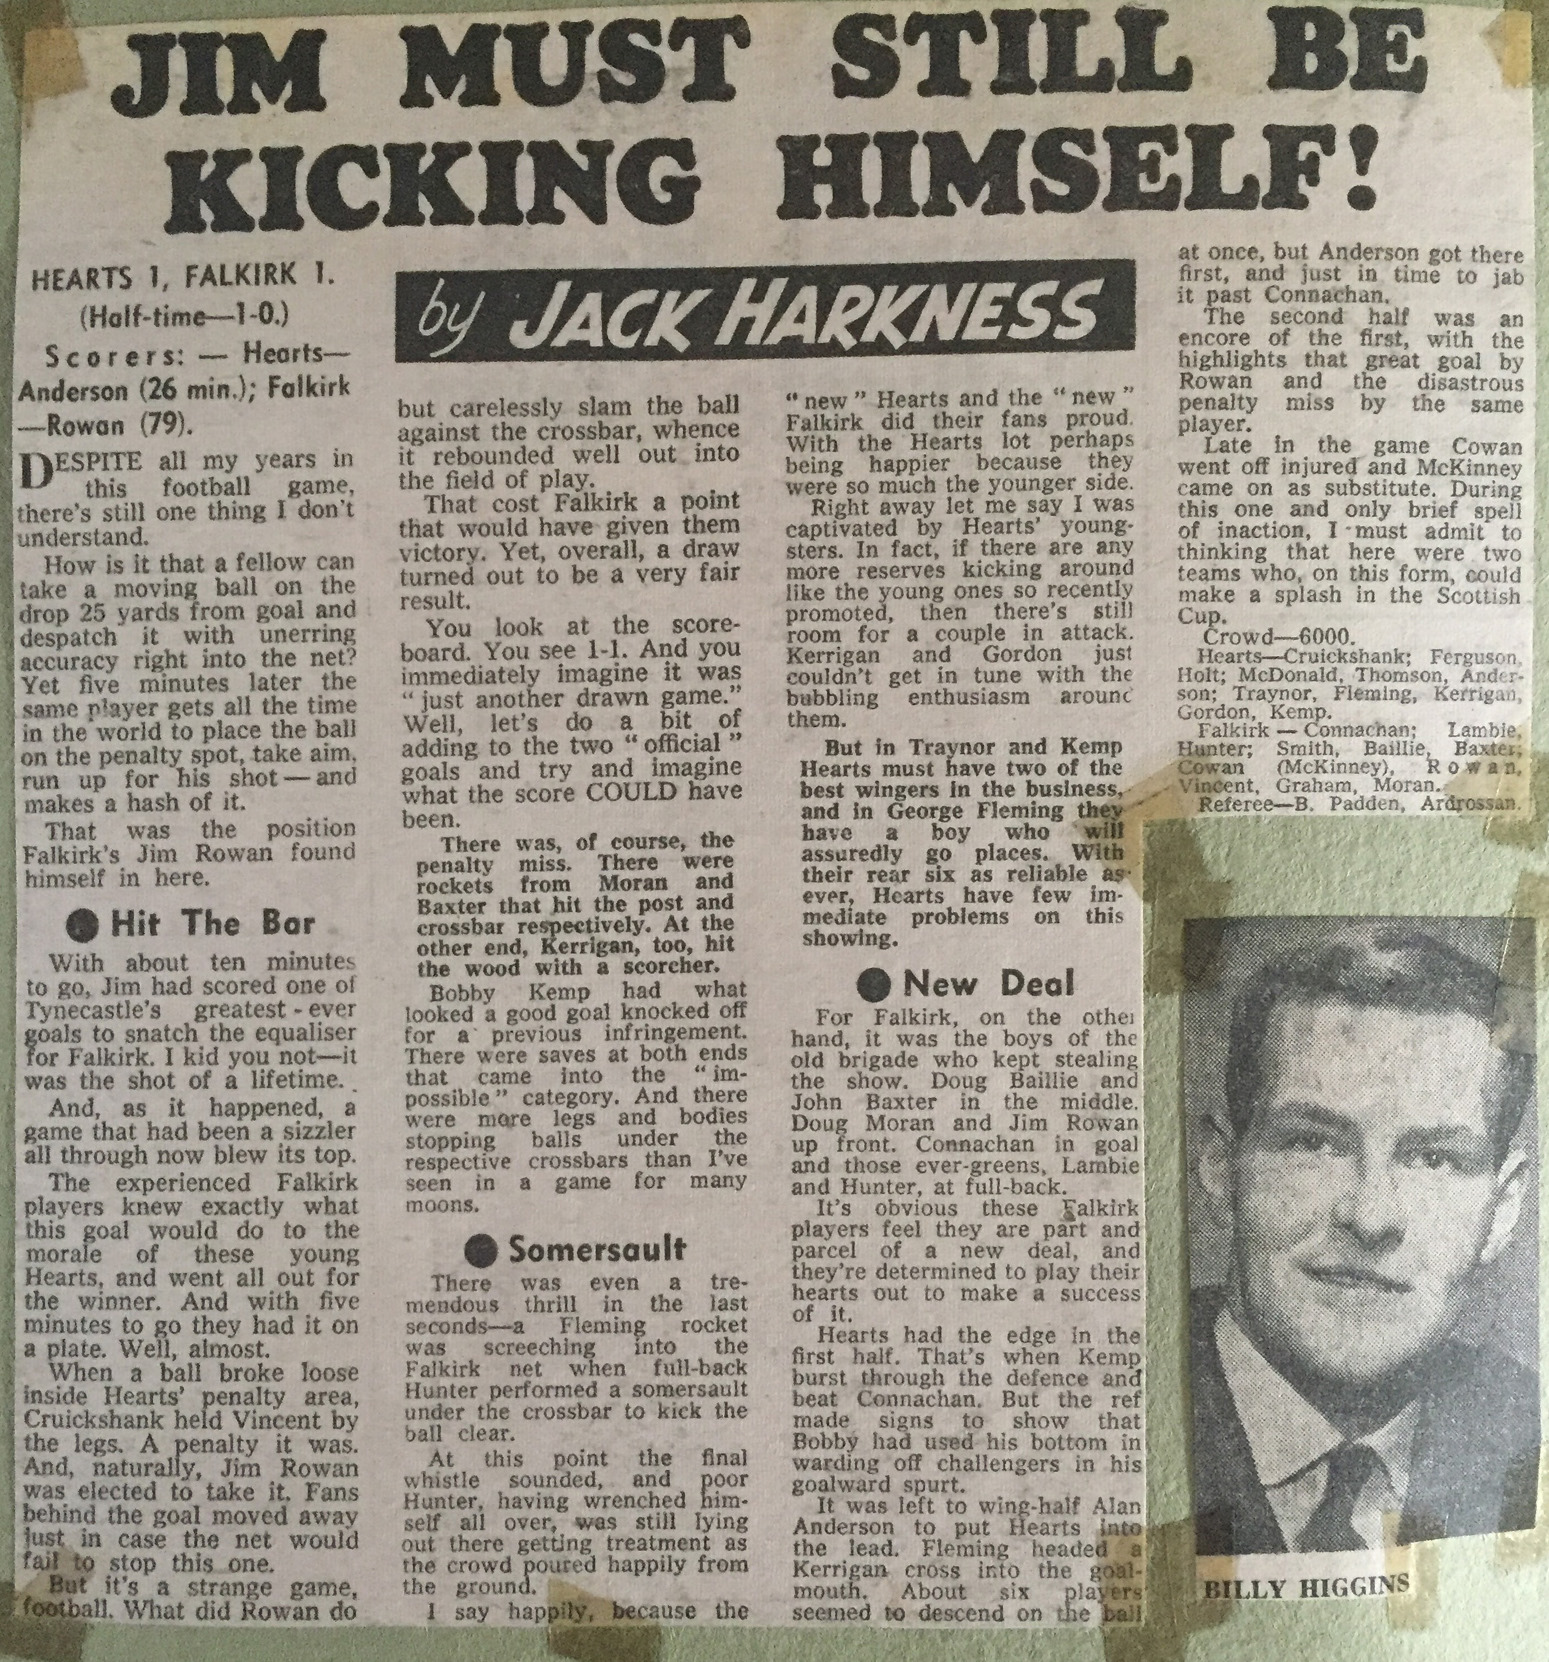 JIM MUST STILL BE
KICKING HIMSELF!
HEARTS 1, FALKIRK 1.
(Half-time—1-0.)
Scorers: — Hearts—
Anderson (26 min.); Falkirk
—Rowan (79).
DESPITE all my years in
this football game,
there's still one thing I don't
understand.
How is it that a fellow can
take a moving ball on the
drop 25 yards from goal and
despatch it with unerring
accuracy right into the net?
Yet five minutes later the
same player gets all the time
in the world to place the ball
on the penalty spot, take aim,
run up for his shot—and
makes a hash of it.
That was the position
Falkirk's Jim Rowan found
himself in here.
● Hit The Bar
With about ten minutes
to go, Jim had scored one of
Tynecastle's greatest-ever
goals to snatch the equaliser
for Falkirk. I kid you not—it
was the shot of a lifetime.
And, as it happened, a
game that had been a sizzler
all through now blew its top.
The experienced Falkirk
players knew exactly what
this goal would do to the
morale of these young
Hearts, and went all out for
the winner. And with five
minutes to go they had it on
a plate. Well, almost.
When a ball broke loose
inside Hearts' penalty area,
Cruickshank held Vincent by
the legs. A penalty it was.
And, naturally, Jim Rowan
was elected to take it. Fans
behind the goal moved away
just in case the net would
fail to stop this one.
But it's a strange game,
football. What did Rowan do
by JACK HARKNESS
but carelessly slam the ball
against the crossbar, whence
it rebounded well out into
the field of play.
That cost Falkirk a point
that would have given them
victory. Yet, overall, a draw
turned out to be a very fair
result.
You look at the score-
board. You see 1-1. And you
immediately imagine it was
"just another drawn game."
Well, let's do a bit of
adding to the two "official"
goals and try and imagine
what the score COULD have
been.
There was, of course, the
penalty miss. There were
rockets from Moran and
Baxter that hit the post and
crossbar respectively. At the
other end, Kerrigan, too, hit
the wood with a scorcher.
Bobby Kemp had what
looked a good goal knocked off
for a previous infringement.
There were saves at both ends
that came into the "im-
possible" category. And there
were more legs and bodies
stopping balls under the
respective crossbars than I've
seen in a game for many
moons.
● Somersault
There was even a tre-
mendous thrill in the last
seconds—a Fleming rocket
was screeching into the
Falkirk net when full-back
Hunter performed a somersault
under the crossbar to kick the
ball clear.
At this point the final
whistle sounded, and poor
Hunter, having wrenched him-
self all over, was still lying
out there getting treatment as
the crowd poured happily from
the ground.
I say happily, because the
"new" Hearts and the "new"
Falkirk did their fans proud.
With the Hearts lot perhaps
being happier because they
were so much the younger side.
Right away let me say I was
captivated by Hearts' young-
sters. In fact, if there are any
more reserves kicking around
like the young ones so recently
promoted, then there's still
room for a couple in attack.
Kerrigan and Gordon just
couldn't get in tune with the
bubbling enthusiasm around
them.
But in Traynor and Kemp
Hearts must have two of the
best wingers in the business,
and in George Fleming they
have a boy who will
assuredly go places. With
their rear six as reliable as
ever, Hearts have few im-
mediate problems on this
showing.
● New Deal
For Falkirk, on the other
hand, it was the boys of the
old brigade who kept stealing
the show. Doug Baillie and
John Baxter in the middle.
Doug Moran and Jim Rowan
up front. Connachan in goal
and those ever-greens, Lambie
and Hunter, at full-back.
It's obvious these Falkirk
players feel they are part and
parcel of a new deal, and
they're determined to play their
hearts out to make a success
of it.
Hearts had the edge in the
first half. That's when Kemp
burst through the defence and
beat Connachan. But the ref
made signs to show that
Bobby had used his bottom in
warding off challengers in his
goalward spurt.
It was left to wing-half Alan
Anderson to put Hearts into
the lead. Fleming headed a
Kerrigan cross into the goal-
mouth. About six players
seemed to descend on the ball
at once, but Anderson got there
first, and just in time to jab
it past Connachan.
The second half was an
encore of the first, with the
highlights that great goal by
Rowan and the disastrous
penalty miss by the same
player.
Late in the game Cowan
went off injured and McKinney
came on as substitute. During
this one and only brief spell
of inaction, I must admit to
thinking that here were two
teams who, on this form, could
make a splash in the Scottish
Cup.
Crowd—6000.
Hearts—Cruickshank; Ferguson,
Holt; McDonald, Thomson, Ander-
son; Traynor, Fleming, Kerrigan,
Gordon, Kemp.
Falkirk — Connachan; Lambie,
Hunter; Smith, Baillie, Baxter;
Cowan (McKinney), Rowan,
Vincent, Graham, Moran.
Referee—B. Padden, Ardrossan.
BILLY HIGGINS